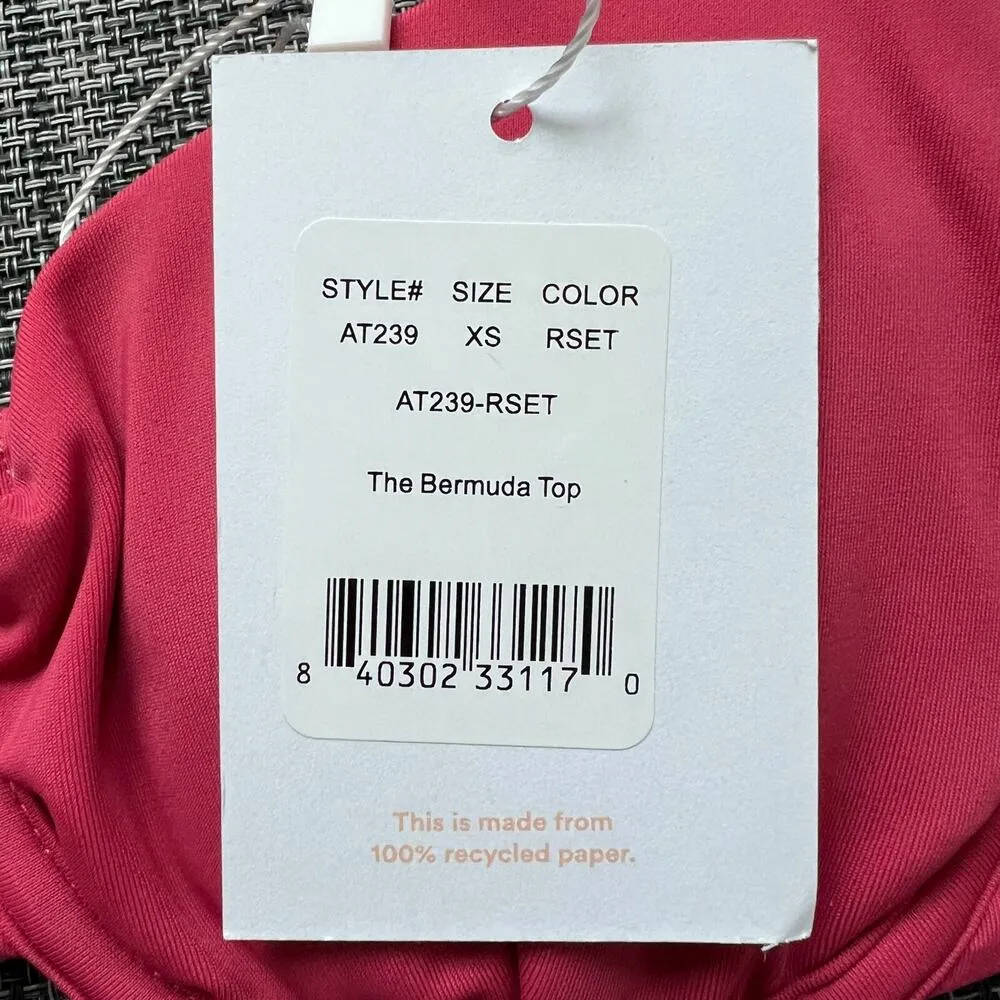 STYLE# SIZE COLOR
AT239 XS RSET
AT239-RSET
The Bermuda Top
8 40302 33117 0
This is made from
100% recycled paper.